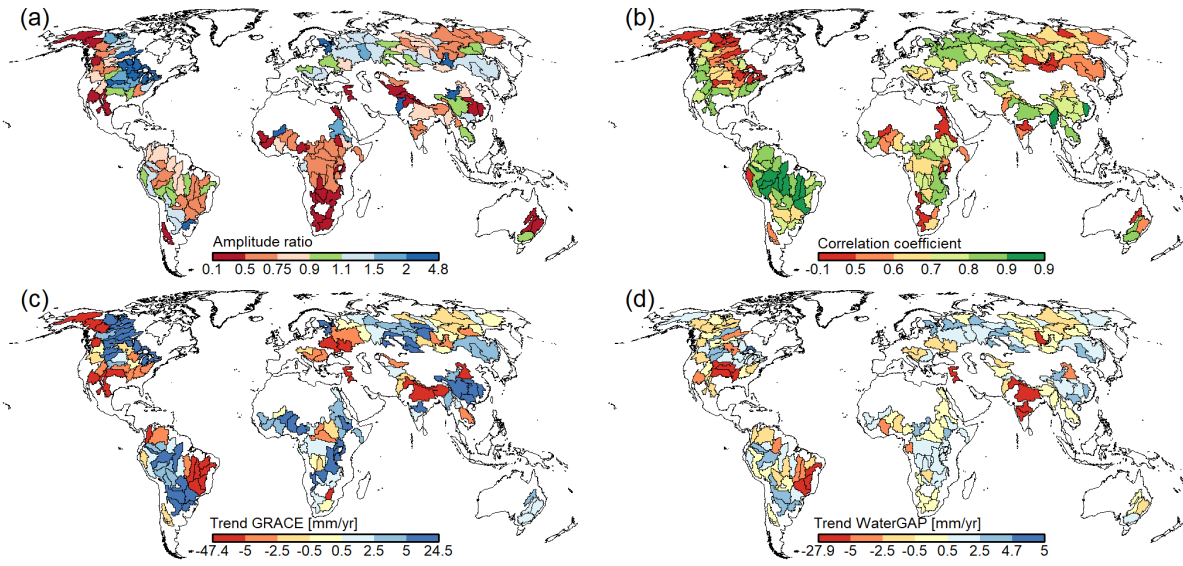 (a)
(b)
Amplitude ratio
0.1 0.5 0.75 0.9 1.1 1.5 2 4.8
Correlation coefficient
-0.1 0.5 0.6 0.7 0.8 0.9 0.9
(c)
(d)
Trend GRACE [mm/yr]
-47.4 -5 -2.5 -0.5 0.5 2.5 5 24.5
Trend WaterGAP [mm/yr]
-27.9 -5 -2.5 -0.5 0.5 2.5 4.7 5